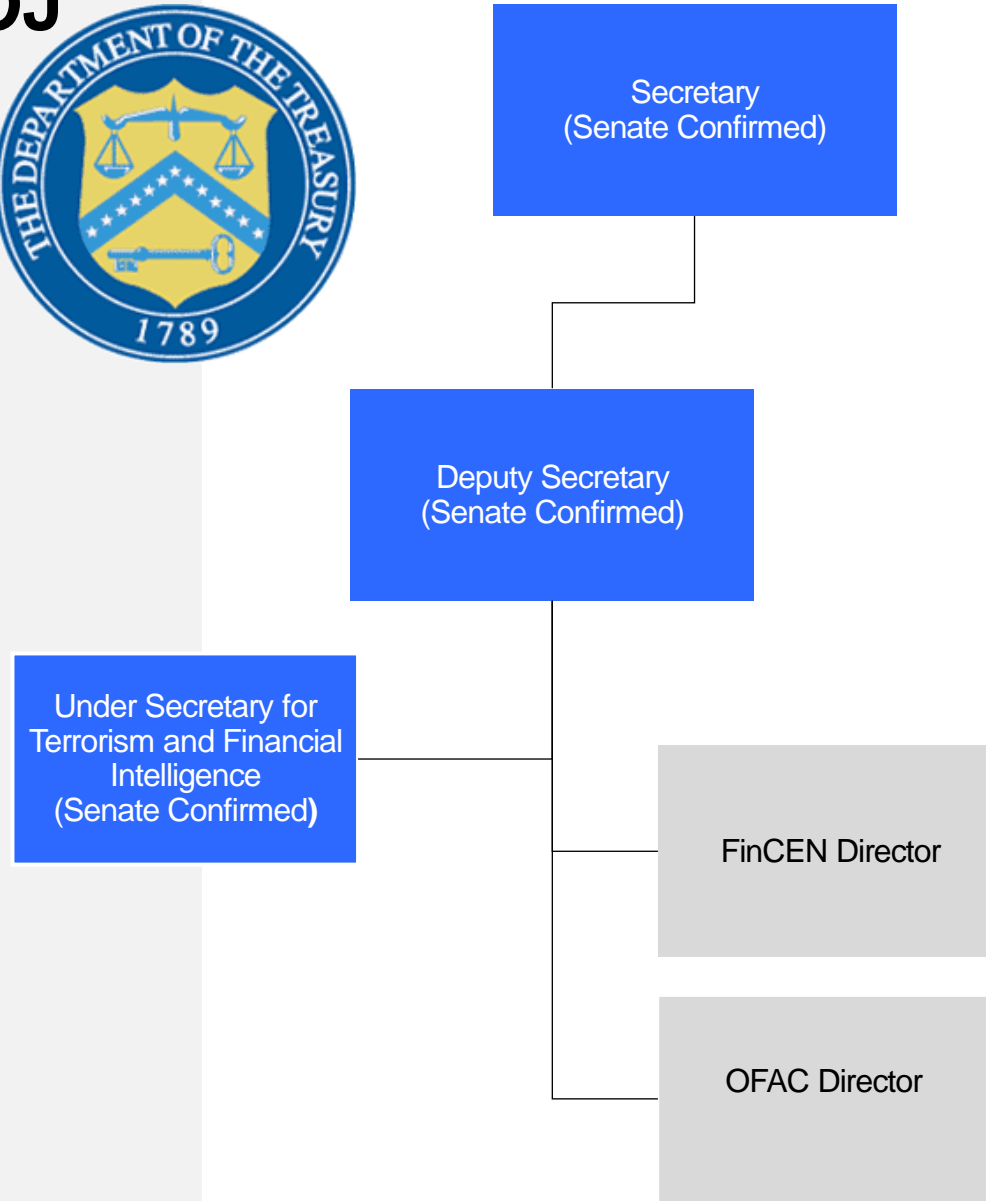 OJ
THE DEPARTMENT OF THE TREASURY
1789
Secretary
(Senate Confirmed)
Deputy Secretary
(Senate Confirmed)
Under Secretary for
Terrorism and Financial
Intelligence
(Senate Confirmed)
FinCEN Director
OFAC Director